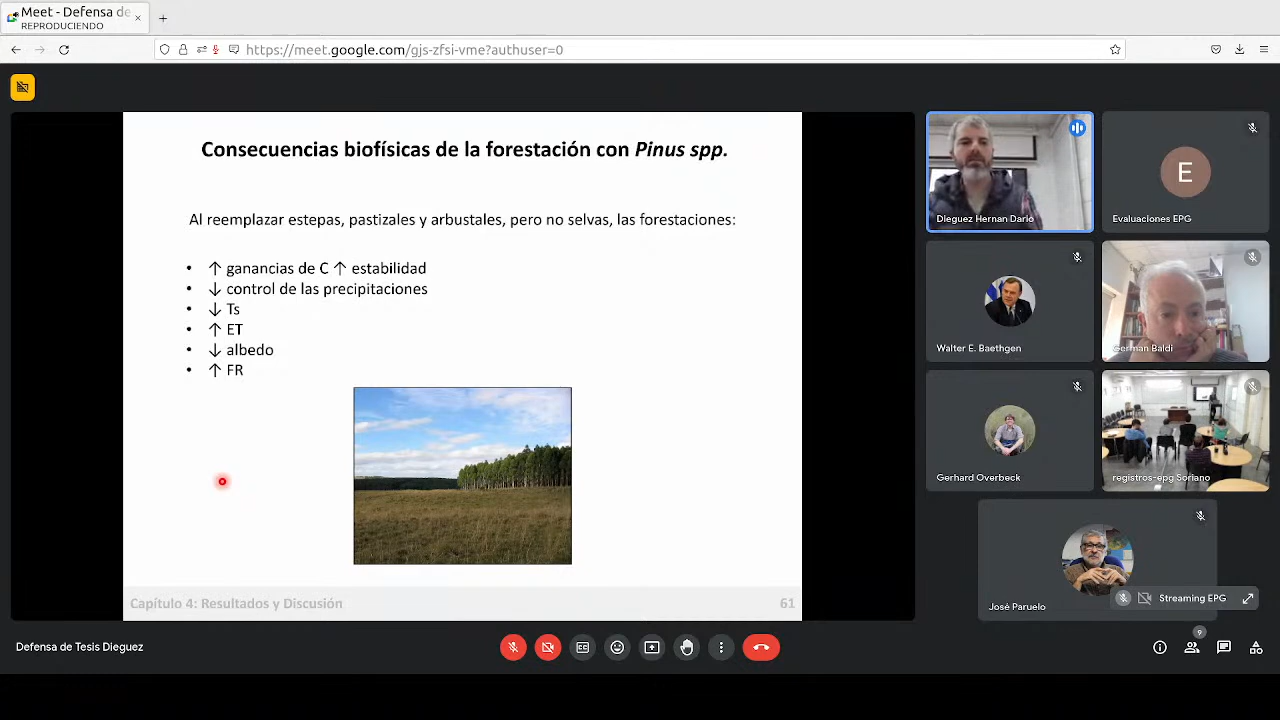 Meet - Defensa de
REPRODUCIENDO
https://meet.google.com/gjs-zfsi-vme?authuser=0
Consecuencias biofísicas de la forestación con Pinus spp.
Al reemplazar estepas, pastizales y arbustales, pero no selvas, las forestaciones:
• ↑ ganancias de C ↑ estabilidad
• ↓ control de las precipitaciones
• ↓ Ts
• ↑ ET
• ↓ albedo
• ↑ FR
Capítulo 4: Resultados y Discusión
61
Dieguez Hernan Dario
E
Evaluaciones EPG
Walter E. Baethgen
German Baldi
Gerhard Overbeck
registros-epg Soriano
José Paruelo
Streaming EPG
Defensa de Tesis Dieguez
9